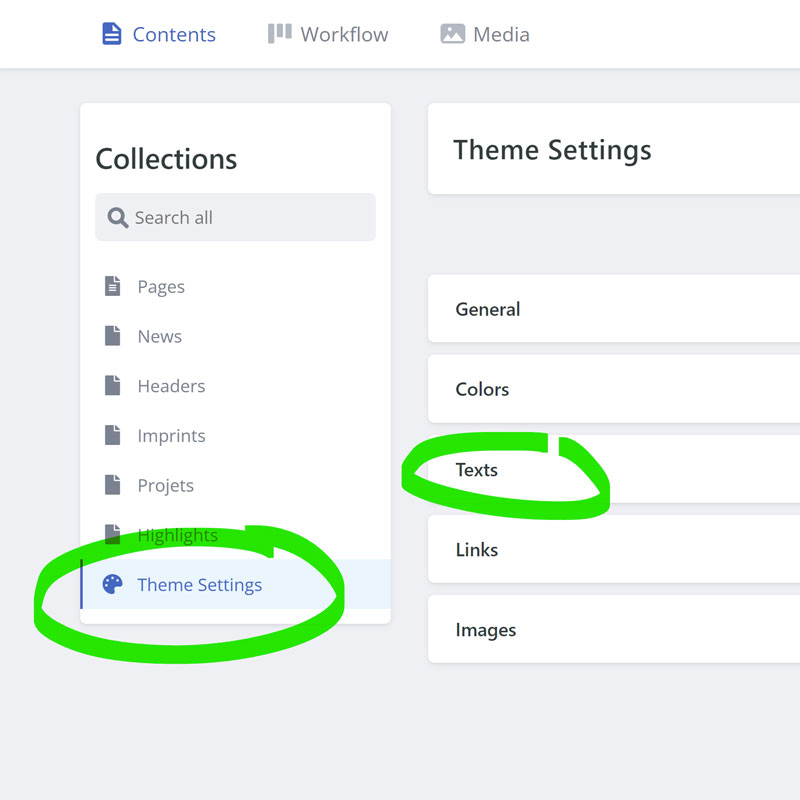 Contents Workflow Media
Collections
Search all
Pages
News
Headers
Imprints
Projets
Highlights
Theme Settings
Theme Settings
General
Colors
Texts
Links
Images